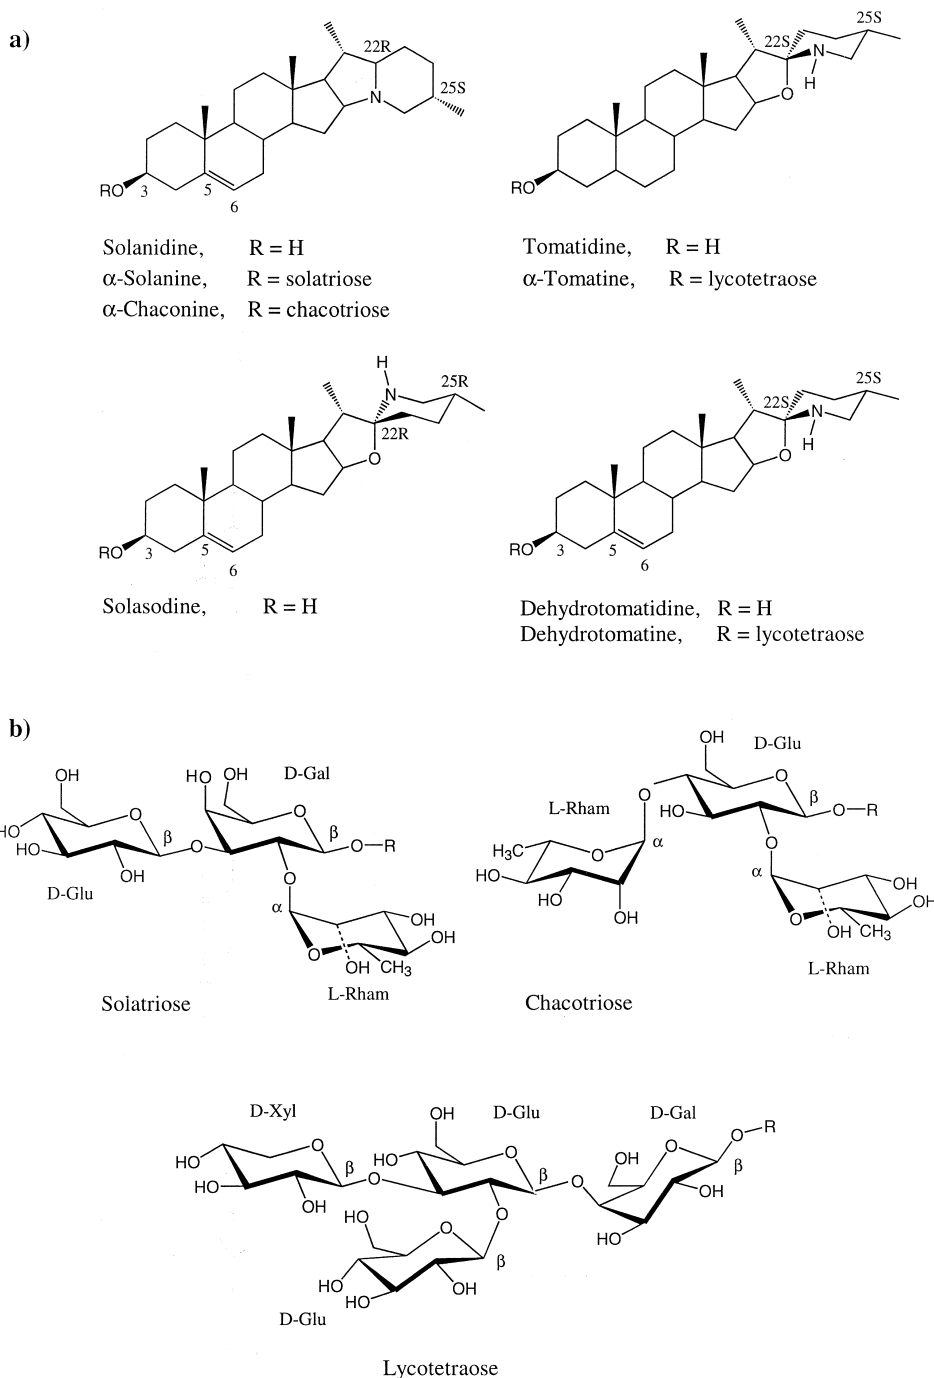 a)
22R
25S
N
RO
3
5
6
Solanidine, R = H
α-Solanine, R = solatriose
α-Chaconine, R = chacotriose
25S
22S
N
H
O
RO
Tomatidine, R = H
α-Tomatine, R = lycotetraose
H
N
25R
22R
O
RO
3
5
6
Solasodine, R = H
25S
22S
N
H
O
RO
3
5
6
Dehydrotomatidine, R = H
Dehydrotomatine, R = lycotetraose
b)
OH
HO
OH
D-Gal
O
O
HO
HO
OH
β
O
β
O
R
D-Glu
O
α
OH
OH
O
OH
CH3
L-Rham
Solatriose
OH
D-Glu
O
L-Rham
O
HO
β
O
R
H3C
O
α
O
HO
HO
OH
α
OH
OH
O
OH
CH3
L-Rham
Chacotriose
D-Xyl
OH
D-Glu
D-Gal
O
R
HO
O
HO
O
OH
O
β
HO
OH
β
O
β
O
OH
HO
HO
O
O
β
HO
HO
OH
D-Glu
Lycotetraose